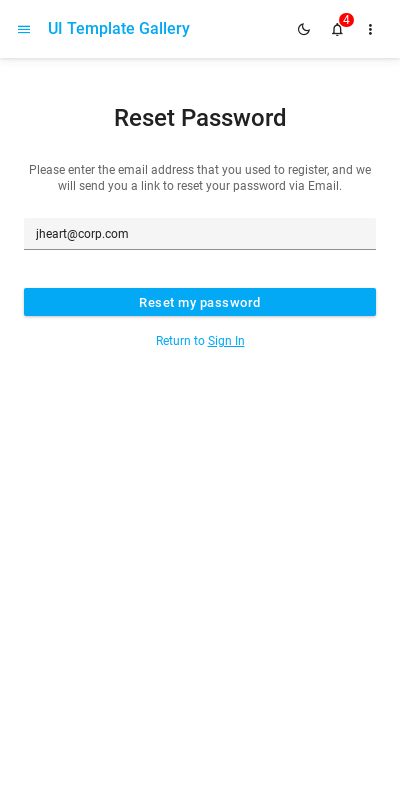 UI Template Gallery
4
Reset Password
Please enter the email address that you used to register, and we
will send you a link to reset your password via Email.
jheart@corp.com
Reset my password
Return to Sign In